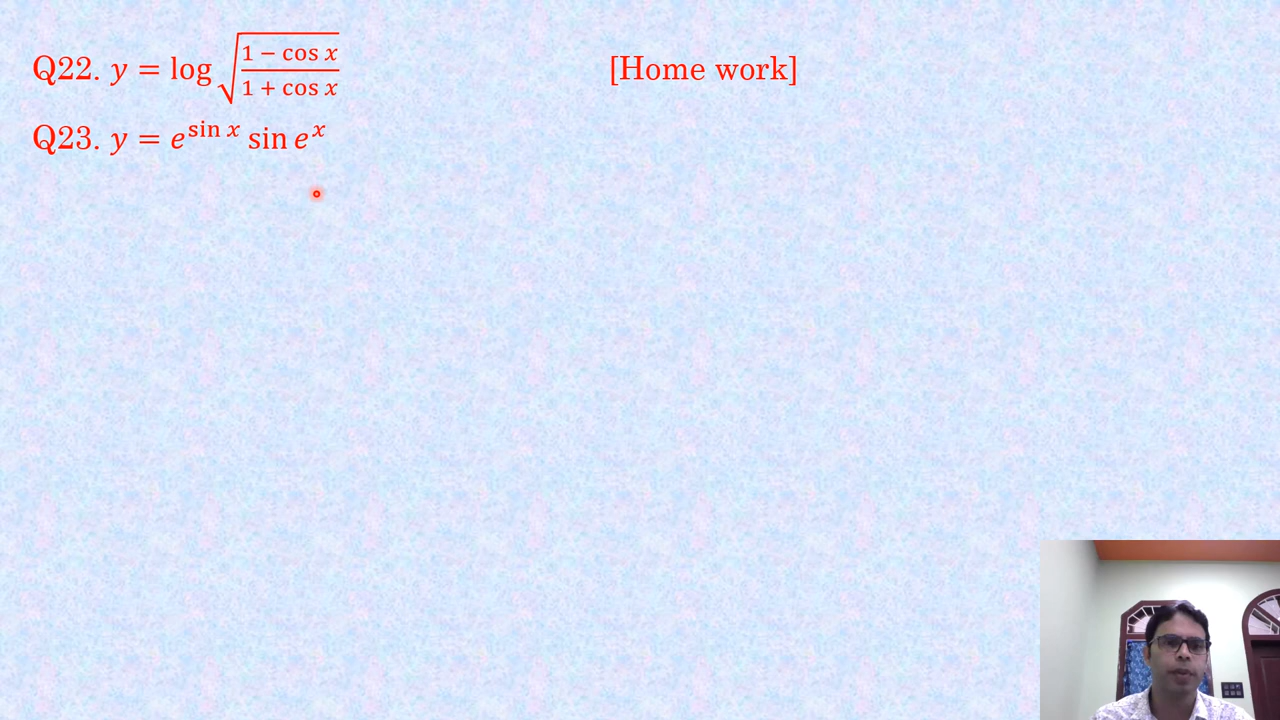 Q22. y = log √((1 − cos x)/(1 + cos x)) [Home work]
Q23. y = e^(sin x) sin e^x